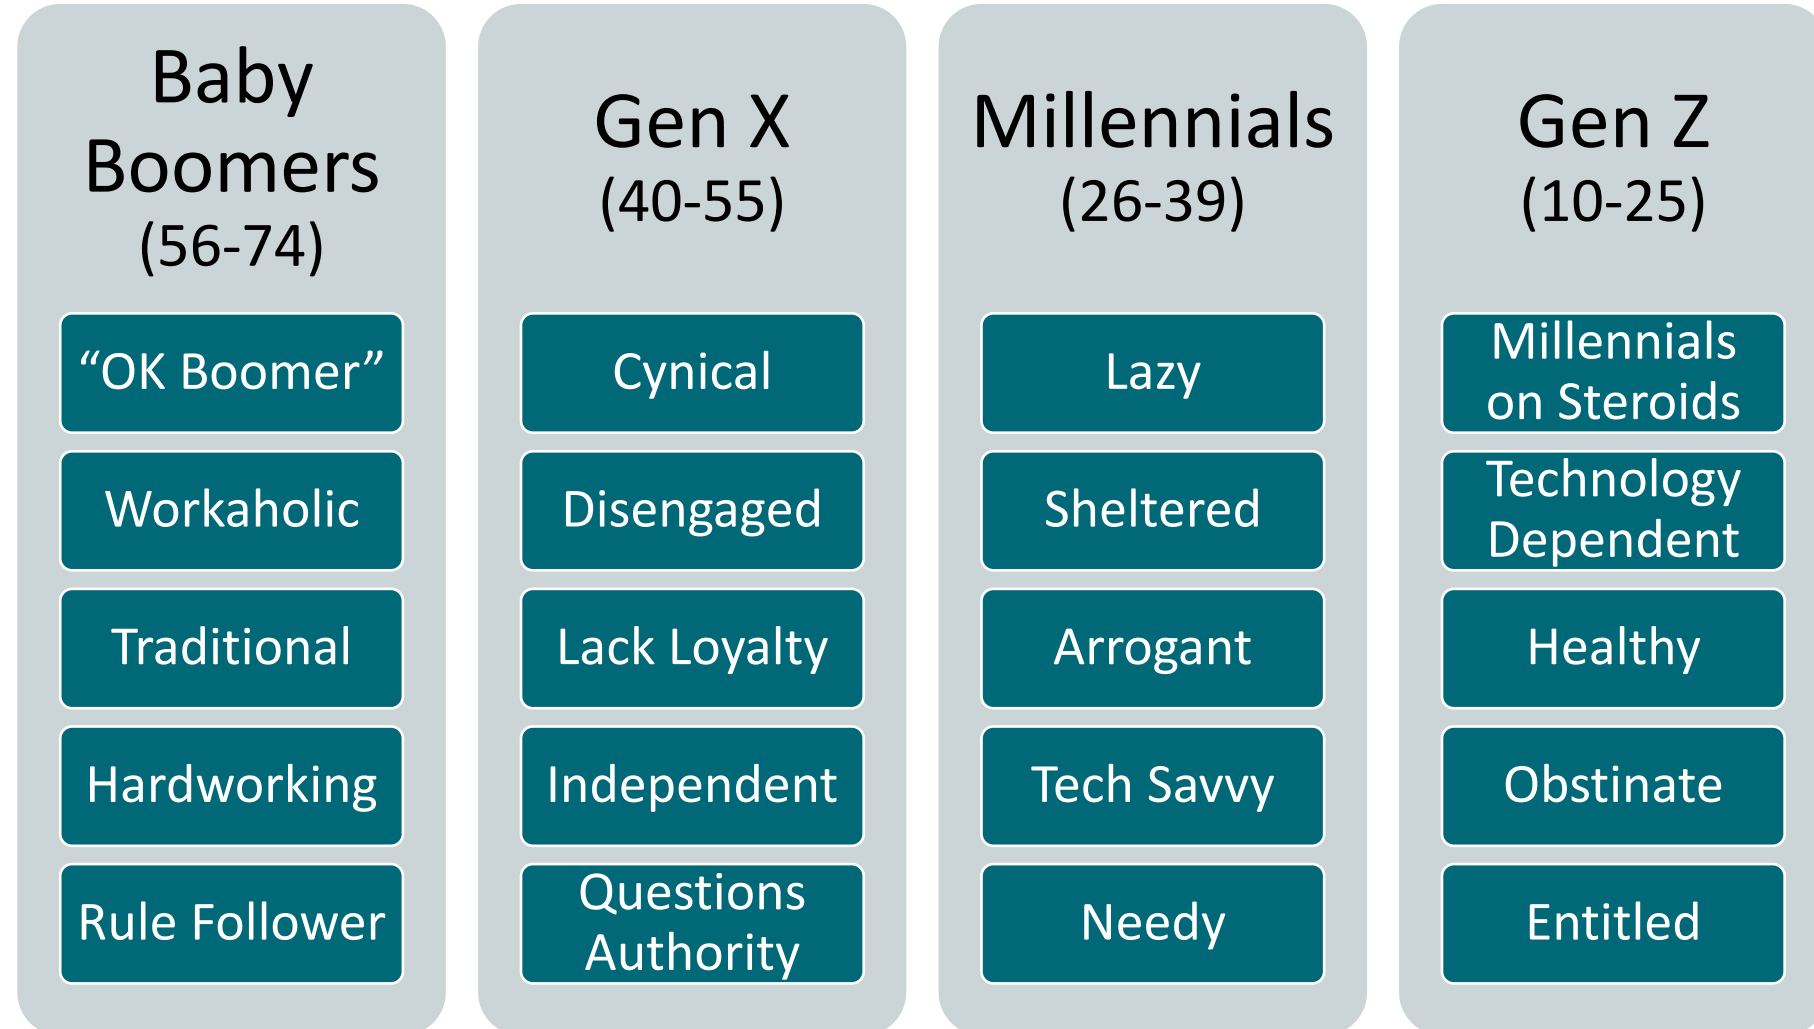 Baby
Boomers
(56-74)
“OK Boomer”
Workaholic
Traditional
Hardworking
Rule Follower
Gen X
(40-55)
Cynical
Disengaged
Lack Loyalty
Independent
Questions
Authority
Millennials
(26-39)
Lazy
Sheltered
Arrogant
Tech Savvy
Needy
Gen Z
(10-25)
Millennials
on Steroids
Technology
Dependent
Healthy
Obstinate
Entitled